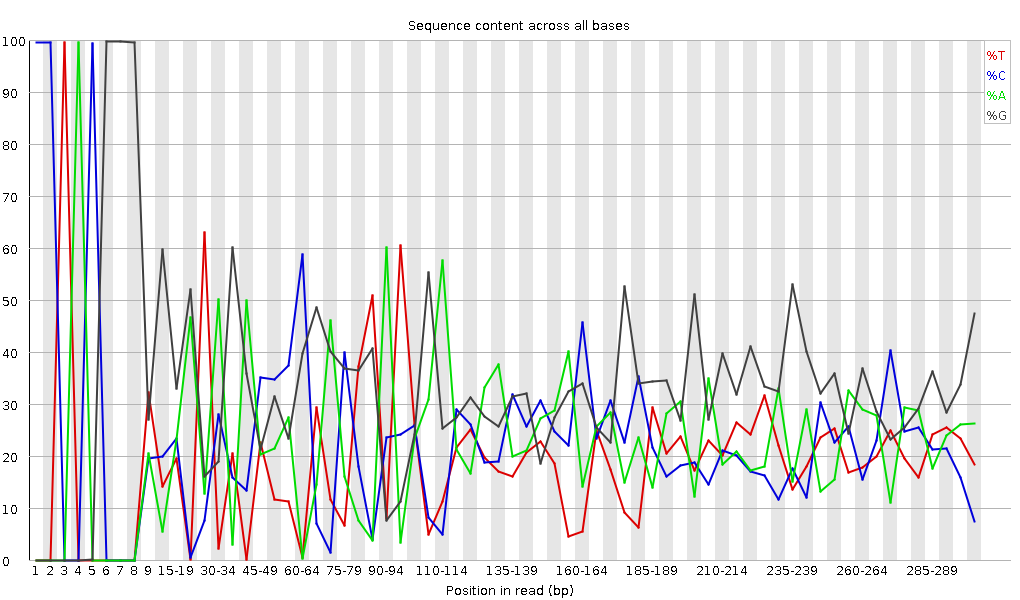 Sequence content across all bases
100
90
80
70
60
50
40
30
20
10
0
%T
%C
%A
%G
1 2 3 4 5 6 7 8 9 15-19 30-34 45-49 60-64 75-79 90-94 110-114 135-139 160-164 185-189 210-214 235-239 260-264 285-289
Position in read (bp)